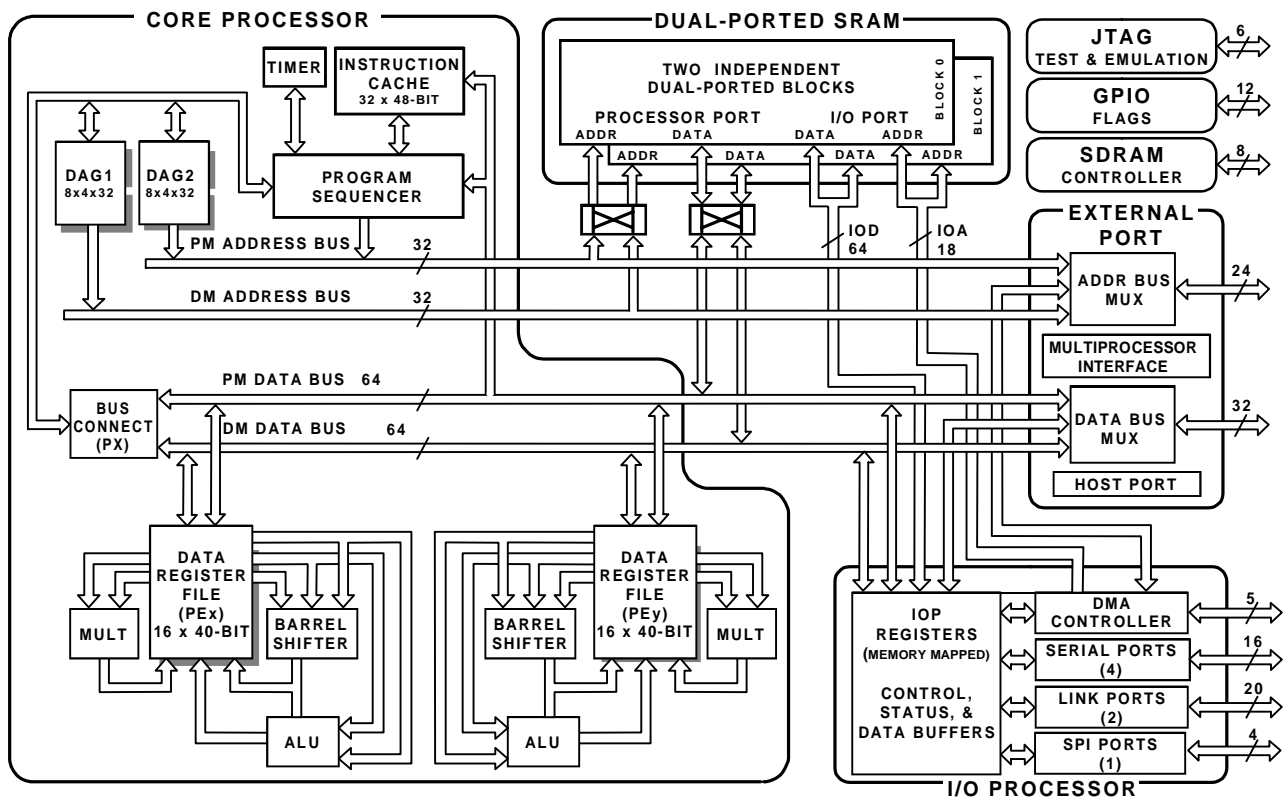 CORE PROCESSOR
TIMER
INSTRUCTION
CACHE
32 x 48-BIT
DAG1
8x4x32
DAG2
8x4x32
PROGRAM
SEQUENCER
PM ADDRESS BUS 32
DM ADDRESS BUS 32
BUS
CONNECT
(PX)
PM DATA BUS 64
DM DATA BUS 64
MULT
DATA
REGISTER
FILE
(PEx)
16 x 40-BIT
BARREL
SHIFTER
ALU
BARREL
SHIFTER
DATA
REGISTER
FILE
(PEy)
16 x 40-BIT
MULT
ALU
DUAL-PORTED SRAM
TWO INDEPENDENT
DUAL-PORTED BLOCKS
PROCESSOR PORT I/O PORT
ADDR DATA DATA ADDR
BLOCK 0
ADDR DATA DATA ADDR
BLOCK 1
IOD
64
IOA
18
JTAG
TEST & EMULATION
6
GPIO
FLAGS
12
SDRAM
CONTROLLER
8
EXTERNAL
PORT
ADDR BUS
MUX
24
MULTIPROCESSOR
INTERFACE
DATA BUS
MUX
32
HOST PORT
IOP
REGISTERS
(MEMORY MAPPED)
CONTROL,
STATUS, &
DATA BUFFERS
DMA
CONTROLLER
5
SERIAL PORTS
(4)
16
LINK PORTS
(2)
20
SPI PORTS
(1)
4
I/O PROCESSOR